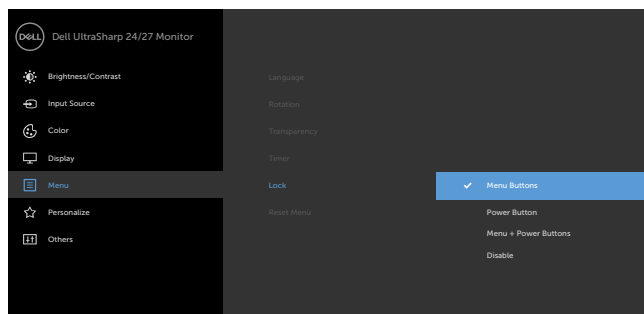 DELL Dell UltraSharp 24/27 Monitor
Brightness/Contrast
Input Source
Color
Display
Menu
Personalize
Others
Language
Rotation
Transparency
Timer
Lock
Reset Menu
Menu Buttons
Power Button
Menu + Power Buttons
Disable